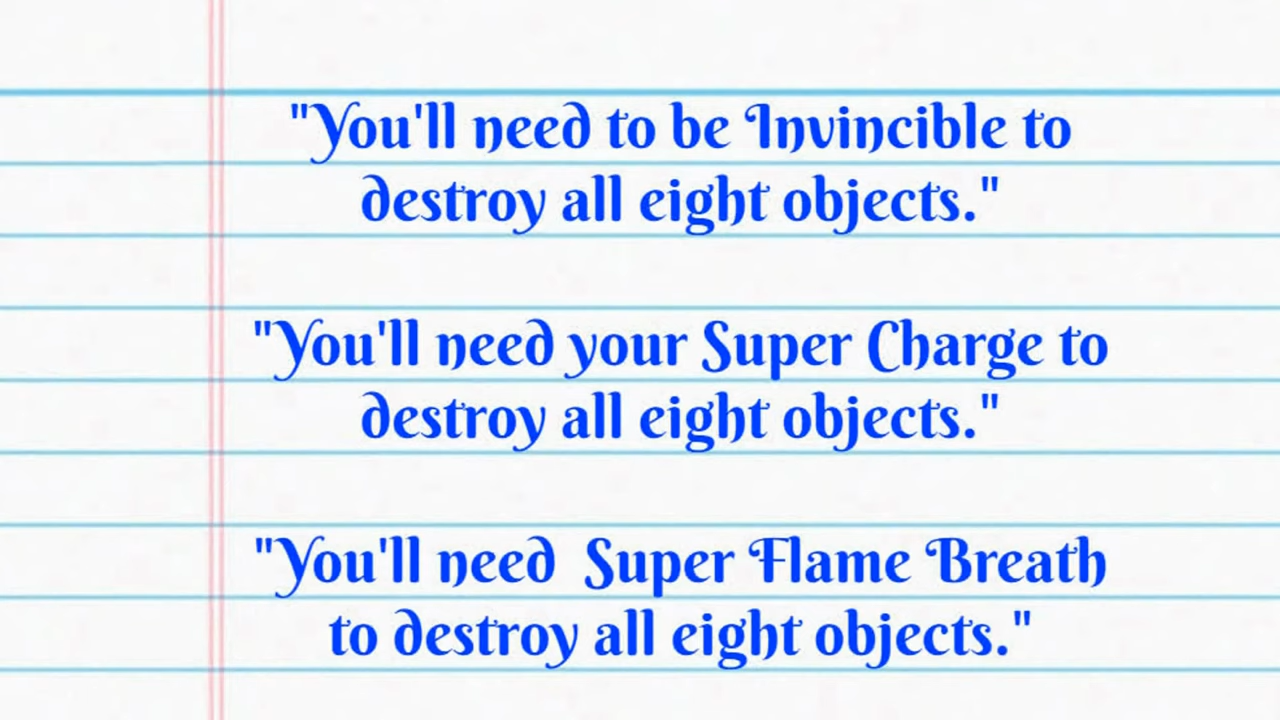 "You'll need to be Invincible to
destroy all eight objects."
"You'll need your Super Charge to
destroy all eight objects."
"You'll need  Super Flame Breath
to destroy all eight objects."